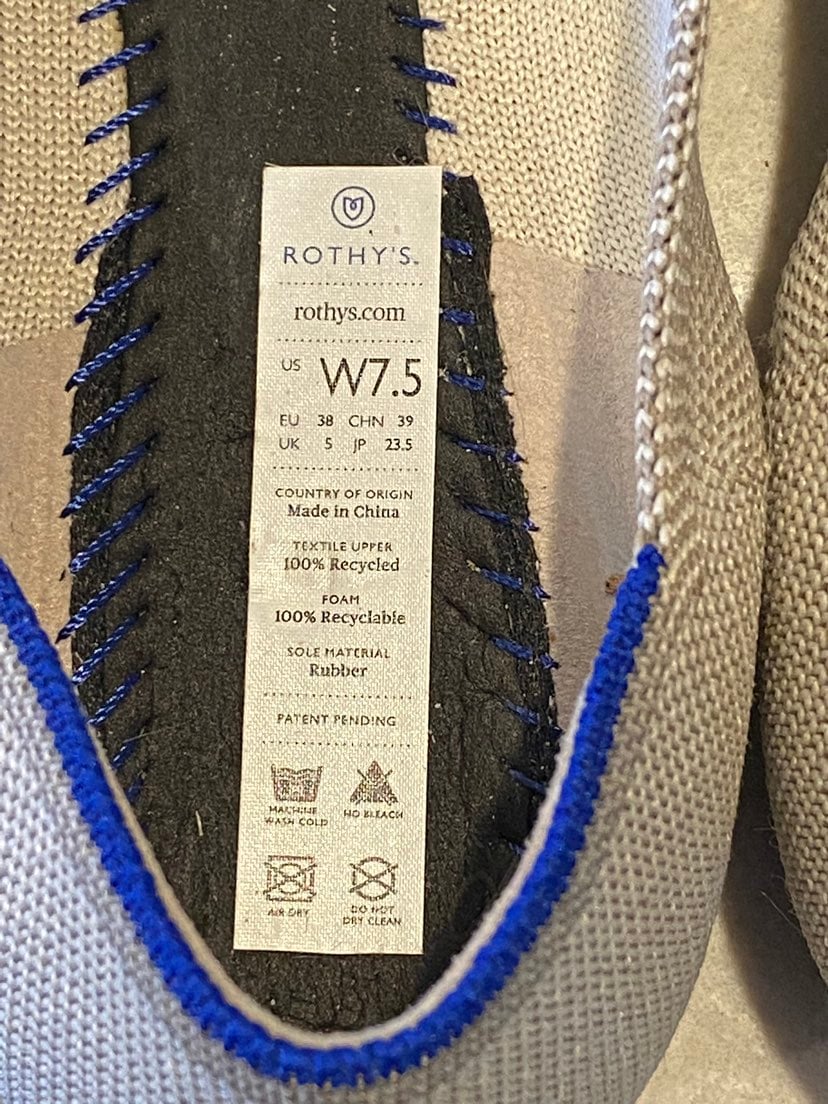 ROTHY'S
rothys.com
US W7.5
EU 38 CHN 39
UK 5 JP 23.5
COUNTRY OF ORIGIN
Made in China
TEXTILE UPPER
100% Recycled
FOAM
100% Recyclable
SOLE MATERIAL
Rubber
PATENT PENDING
MACHINE WASH COLD
NO BLEACH
AIR DRY
DO NOT DRY CLEAN